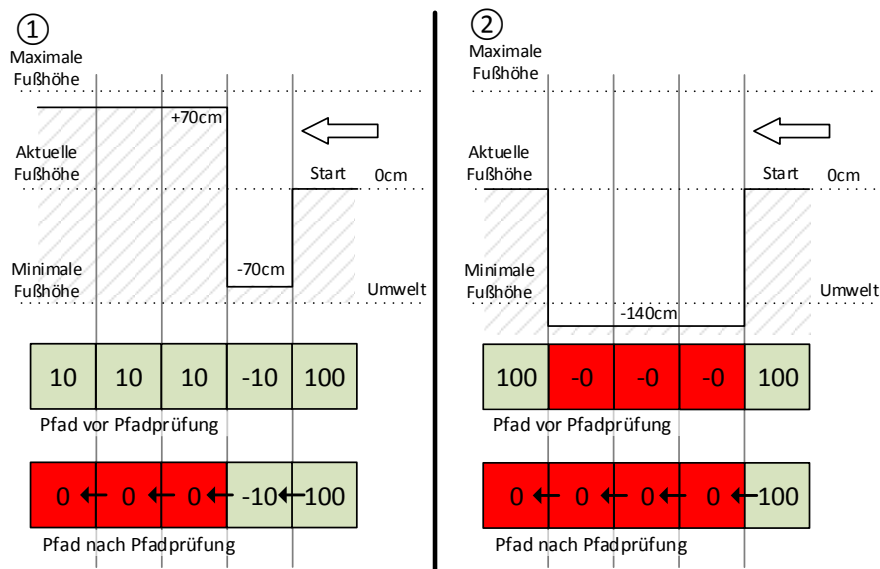 ①
Maximale
Fußhöhe
+70cm
Aktuelle
Fußhöhe
Start
0cm
Minimale
Fußhöhe
-70cm
Umwelt
10 10 10 -10 100
Pfad vor Pfadprüfung
0 0 0 -10 100
Pfad nach Pfadprüfung
②
Maximale
Fußhöhe
Aktuelle
Fußhöhe
Start
0cm
Minimale
Fußhöhe
Umwelt
-140cm
100 -0 -0 -0 100
Pfad vor Pfadprüfung
0 0 0 0 100
Pfad nach Pfadprüfung